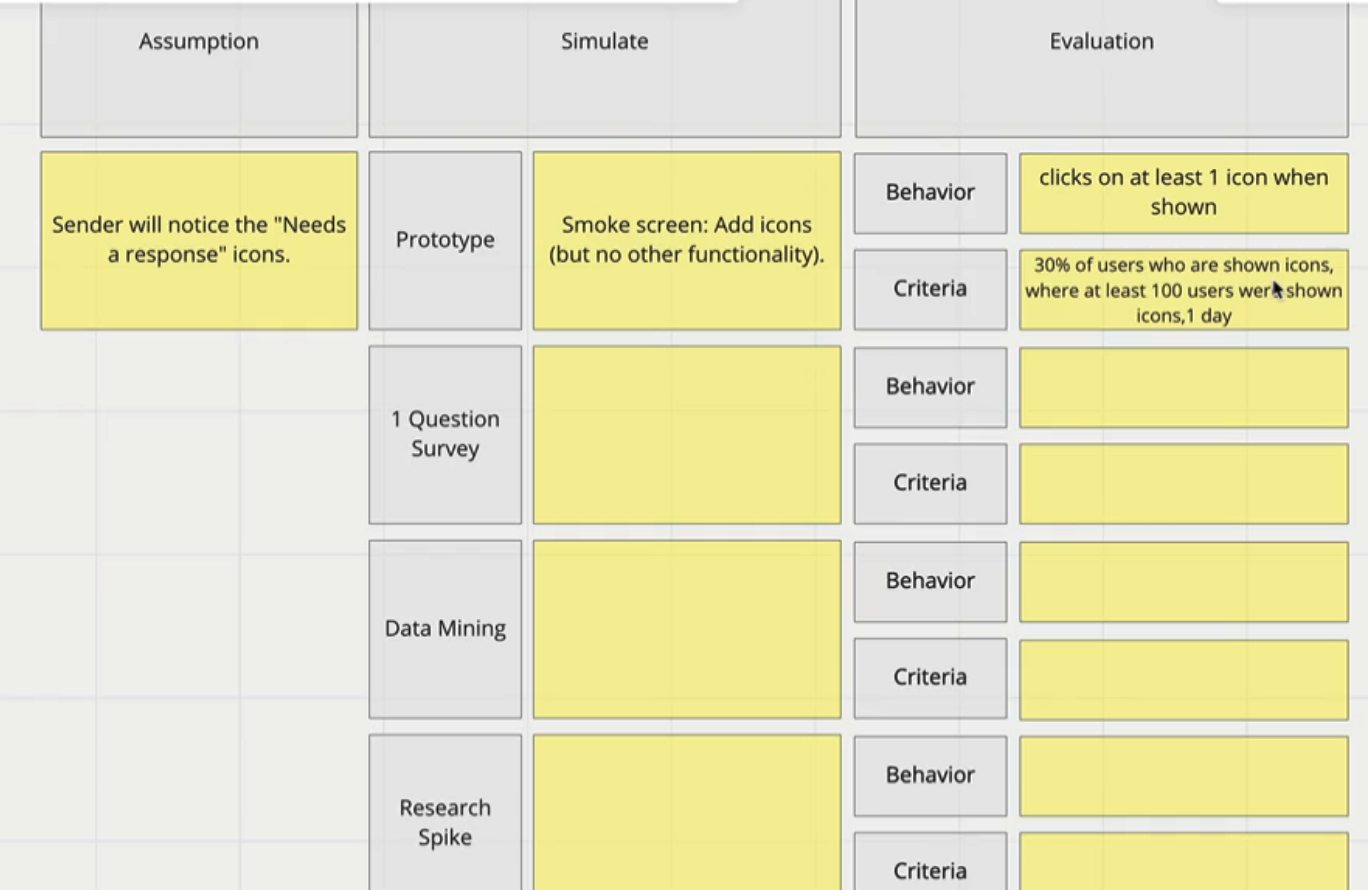 Assumption
Simulate
Evaluation
Sender will notice the "Needs
a response" icons.
Prototype
Smoke screen: Add icons
(but no other functionality).
Behavior
clicks on at least 1 icon when
shown
Criteria
30% of users who are shown icons,
where at least 100 users were shown
icons,1 day
1 Question
Survey
Behavior
Criteria
Data Mining
Behavior
Criteria
Research
Spike
Behavior
Criteria